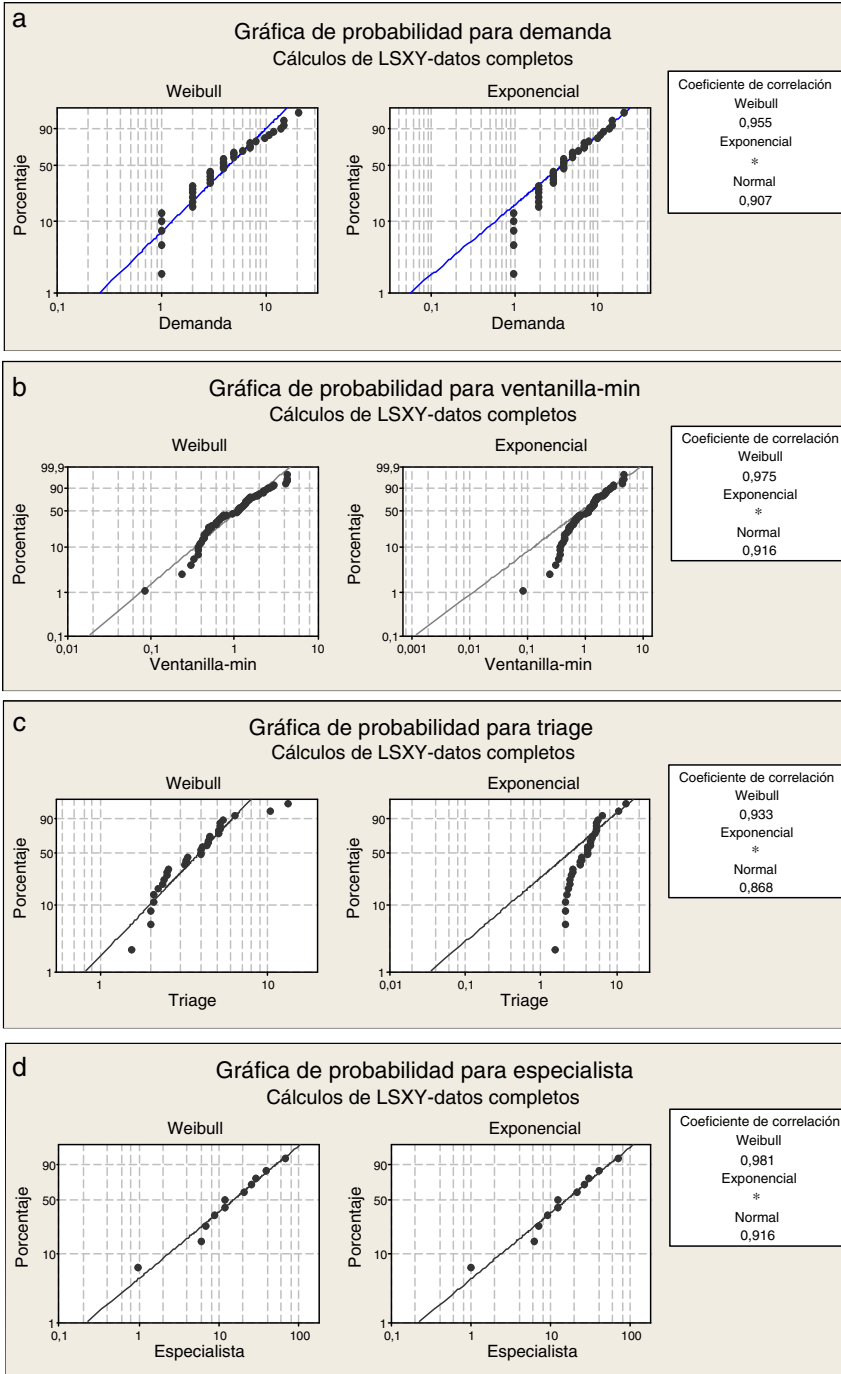 a
Gráfica de probabilidad para demanda
Cálculos de LSXY-datos completos
Weibull
Exponencial
Porcentaje
90
50
10
1
0,1
1
10
Demanda
Porcentaje
90
50
10
1
0,1
1
10
Demanda
Coeficiente de correlación
Weibull
0,955
Exponencial
*
Normal
0,907
b
Gráfica de probabilidad para ventanilla-min
Cálculos de LSXY-datos completos
Weibull
Exponencial
Porcentaje
99,9
90
50
10
1
0,1
0,01
0,1
1
10
Ventanilla-min
Porcentaje
99,9
90
50
10
1
0,1
0,001
0,01
0,1
1
10
Ventanilla-min
Coeficiente de correlación
Weibull
0,975
Exponencial
*
Normal
0,916
c
Gráfica de probabilidad para triage
Cálculos de LSXY-datos completos
Weibull
Exponencial
Porcentaje
90
50
10
1
1
10
Triage
Porcentaje
90
50
10
1
0,01
0,1
1
10
Triage
Coeficiente de correlación
Weibull
0,933
Exponencial
*
Normal
0,868
d
Gráfica de probabilidad para especialista
Cálculos de LSXY-datos completos
Weibull
Exponencial
Porcentaje
90
50
10
1
0,1
1
10
100
Especialista
Porcentaje
90
50
10
1
0,1
1
10
100
Especialista
Coeficiente de correlación
Weibull
0,981
Exponencial
*
Normal
0,916